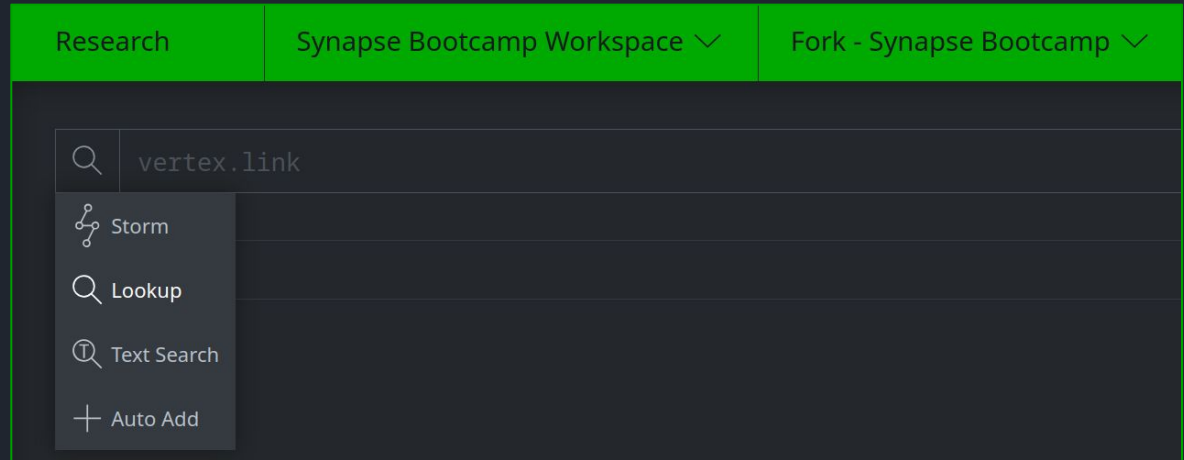 Research Synapse Bootcamp Workspace Fork - Synapse Bootcamp
vertex.link
Storm
Lookup
Text Search
Auto Add